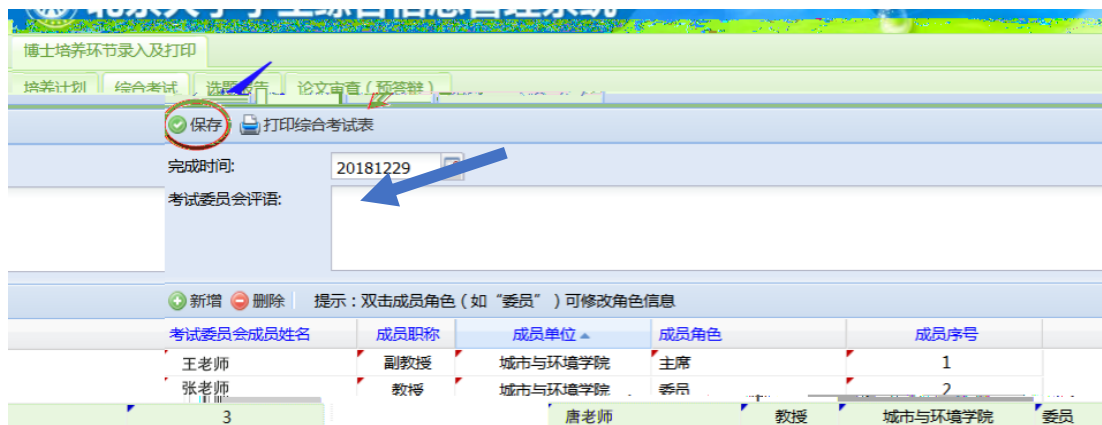 博士培养环节录入及打印
培养计划 综合考试 选题报告 论文审查(预答辩)
保存 打印综合考试表
完成时间: 20181229
考试委员会评语:
新增 删除 提示:双击成员角色(如“委员”)可修改角色信息
考试委员会成员姓名 成员职称 成员单位 成员角色 成员序号
王老师 副教授 城市与环境学院 主席 1
张老师 教授 城市与环境学院 委员 2
3 唐老师 教授 城市与环境学院 委员